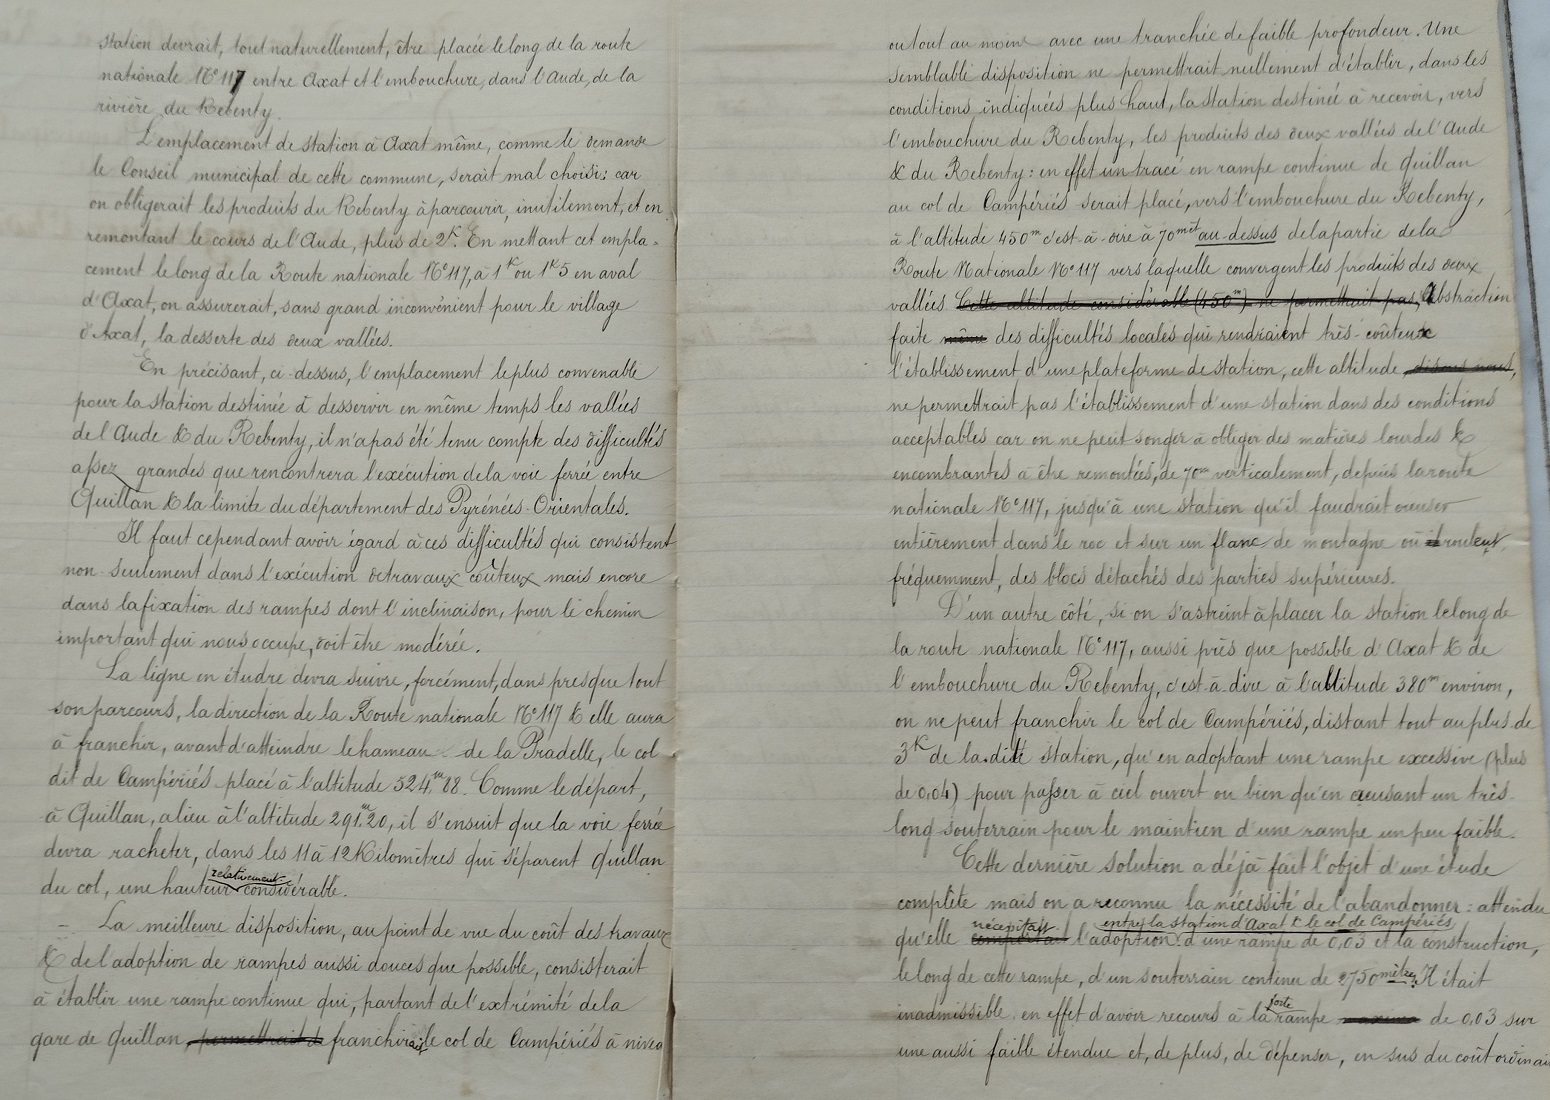 station devrait, tout naturellement, être placée le long de la route
nationale N° 117 entre Axat et l'embouchure, dans l'Aude, de la
rivière du Rebenty.
L'emplacement de station à Axat même, comme le demande
le Conseil municipal de cette commune, serait mal choisi: car
on obligerait les produits du Rebenty à parcourir, inutilement, et en
remontant le cours de l'Aude, plus de 2K. En mettant cet empla-
cement le long de la Route nationale N° 117, à 1K ou 1K5 en aval
d'Axat, on assurerait, sans grand inconvénient pour le village
d'Axat, la desserte des deux vallées.
En précisant, ci-dessus, l'emplacement le plus convenable
pour la station destinée à desservir en même temps les vallées
de l'Aude & du Rebenty, il n'a pas été tenu compte des difficultés
assez grandes que rencontrera l'exécution de la voie ferrée entre
Quillan & la limite du département des Pyrénées-Orientales.
Il faut cependant avoir égard à ces difficultés qui consistent
non seulement dans l'exécution de travaux coûteux mais encore
dans la fixation des rampes dont l'inclinaison, pour le chemin
important qui nous occupe, doit être modérée.
La ligne en étudre devra suivre, forcément, dans presque tout
son parcours, la direction de la Route nationale N° 117 & elle aura
à franchir, avant d'atteindre le hameau de la Pradelle, le col
dit de Campériés placé à l'altitude 524.m88. Comme le départ,
à Quillan, a lieu à l'altitude 291.m20, il s'ensuit que la voie ferrée
devra racheter, dans les 11 à 12 Kilomètres qui séparent Quillan
du col, une hauteur relativement considérable.
- La meilleure disposition, au point de vue du coût des travaux
& de l'adoption de rampes aussi douces que possible, consisterait
à établir une rampe continue qui, partant de l'extrémité de la
gare de Quillan, permettrait de franchirait le col de Campériés à nivea
ou tout au moins avec une tranchée de faible profondeur. Une
semblable disposition ne permettrait nullement d'établir, dans les
conditions indiquées plus haut, la station destinée à recevoir, vers
l'embouchure du Rebenty, les produits des deux vallées de l'Aude
& du Rebenty: en effet un tracé en rampe continue de Quillan
au col de Campériés serait placé, vers l'embouchure du Rebenty,
à l'altitude 450m c'est-à-dire à 70met au-dessus de la partie de la
Route Nationale N° 117 vers laquelle convergent les produits des deux
vallées Cette altitude considérable (450m) ne permettrait pas, Abstraction
faite même des difficultés locales qui rendraient très-coûteux
l'établissement d'une plateforme de station, cette altitude, disons nous,
ne permettrait pas l'établissement d'une station dans des conditions
acceptables car on ne peut songer à obliger des matières lourdes &
encombrantes à être remontées, de 70m verticalement, depuis la route
nationale N° 117, jusqu'à une station qu'il faudrait creuser
entièrement dans le roc et sur un flanc de montagne où il roulent,
fréquemment, des blocs détachés des parties supérieures.
D'un autre côté, si on s'astreint à placer la station le long de
la route nationale N° 117, aussi près que possible d'Axat & de
l'embouchure du Rebenty, c'est-à-dire à l'altitude 380m environ,
on ne peut franchir le col de Campériés, distant tout au plus de
3K de la dite station, qu'en adoptant une rampe excessive (plus
de 0,04) pour passer à ciel ouvert ou bien qu'en creusant un très-
long souterrain pour le maintien d'une rampe un peu faible.
Cette dernière solution a déjà fait l'objet d'une étude
complète mais on a reconnu la nécessité de l'abandonner: attendu
qu'elle nécessitait l'adoption entre la station d'Axat & le col de Campériés d'une rampe de 0,03 et la construction,
le long de cette rampe, d'un souterrain continu de 2750 mètres. Il était
inadmissible en effet d'avoir recours à la forte rampe maxima de 0,03 sur
une aussi faible étendue et, de plus, de dépenser, en sus du coût ordinai